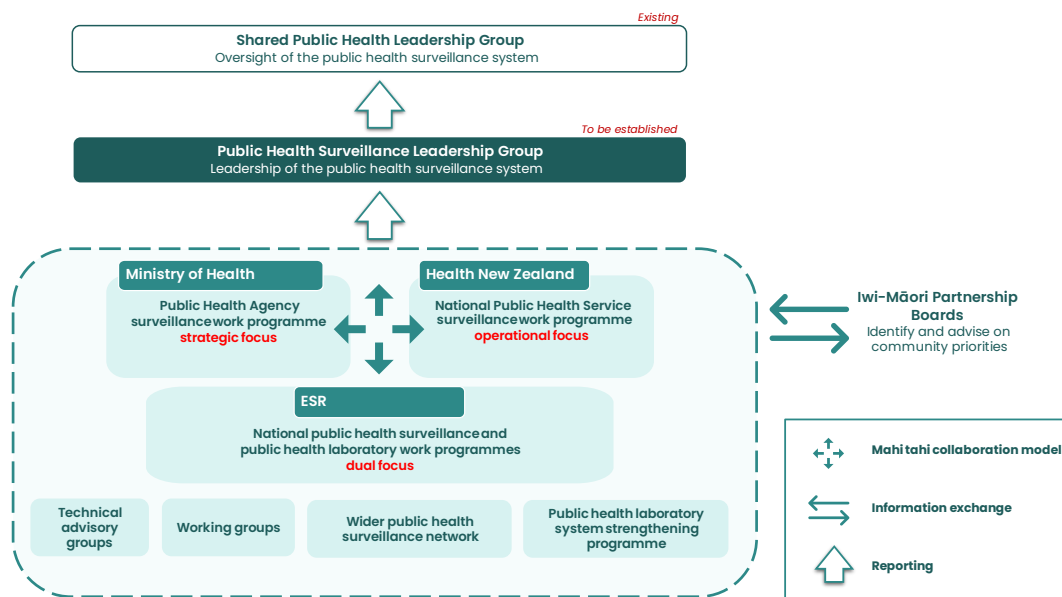 Existing
Shared Public Health Leadership Group
Oversight of the public health surveillance system
To be established
Public Health Surveillance Leadership Group
Leadership of the public health surveillance system
Ministry of Health
Public Health Agency
surveillance work programme
strategic focus
Health New Zealand
National Public Health Service
surveillance work programme
operational focus
ESR
National public health surveillance and
public health laboratory work programmes
dual focus
Technical
advisory
groups
Working groups
Wider public health
surveillance network
Public health laboratory
system strengthening
programme
Iwi-Māori Partnership
Boards
Identify and advise on
community priorities
Mahi tahi collaboration model
Information exchange
Reporting